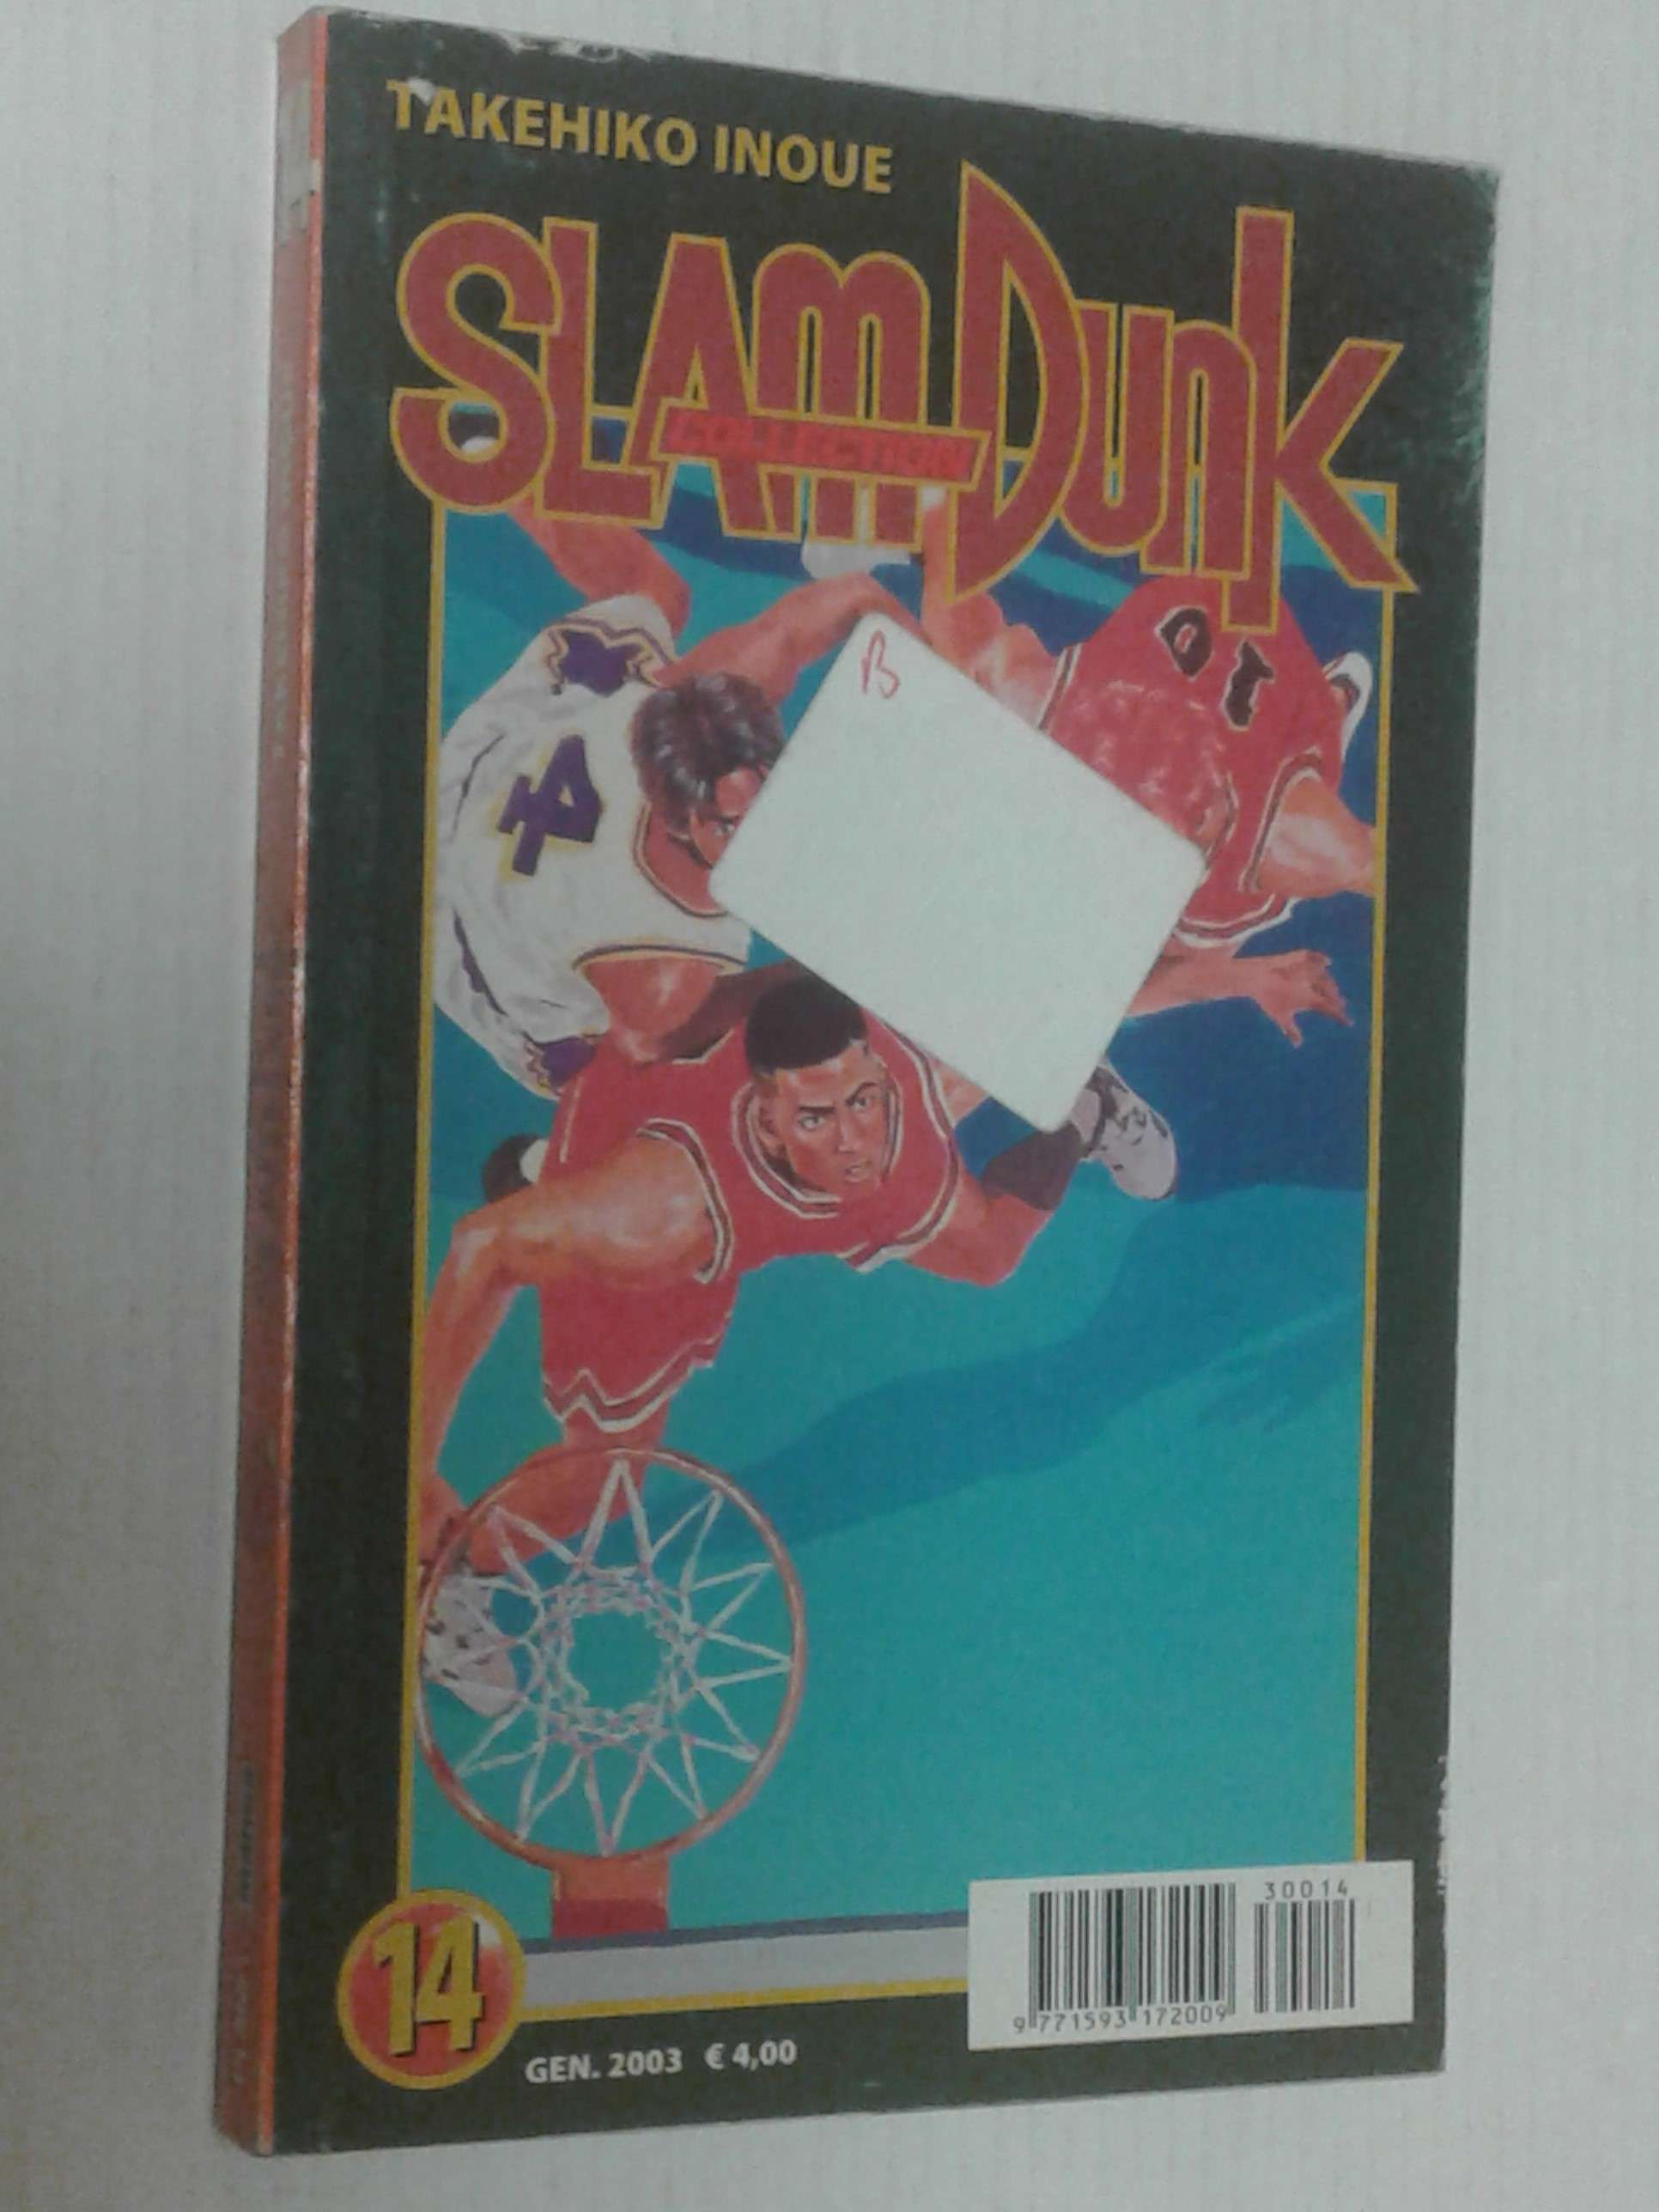 TAKEHIKO INOUE
SLAM DUNK
COLLECTION
B
4
10
14
GEN. 2003 € 4,00
30014
9 771593 172009